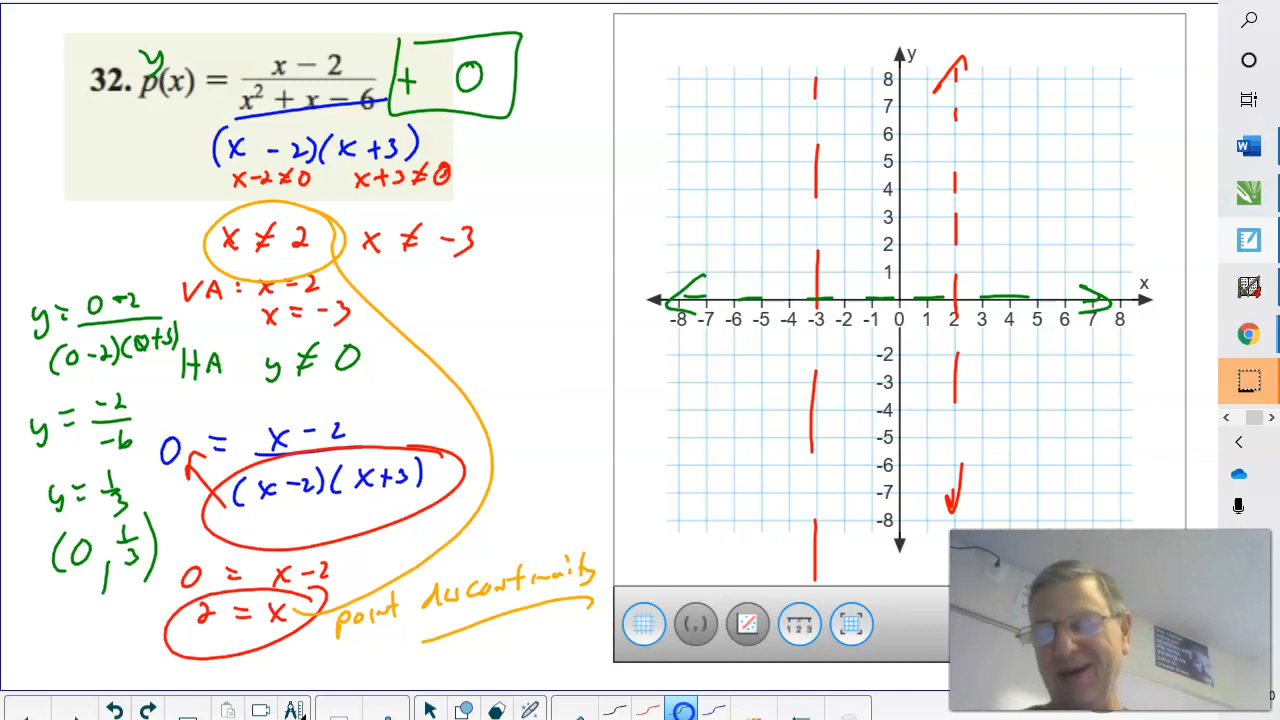 y
32. p(x) = x − 2 / x² + x − 6 + 0
(x - 2)(x + 3)
x-2≠0 x+3≠0
x ≠ 2 x ≠ -3
VA: x = 2
x = -3
y = 0-2 / (0-2)(0+3)
HA y ≠ 0
y = -2 / -6
0 = x - 2 / (x-2)(x+3)
y = 1/3
(0, 1/3)
0 = x-2
2 = x
point discontinuity
y
8
7
6
5
4
3
2
1
x
-8 -7 -6 -5 -4 -3 -2 -1 0 1 2 3 4 5 6 7 8
-2
-3
-4
-5
-6
-7
-8
( , )
1 2 3